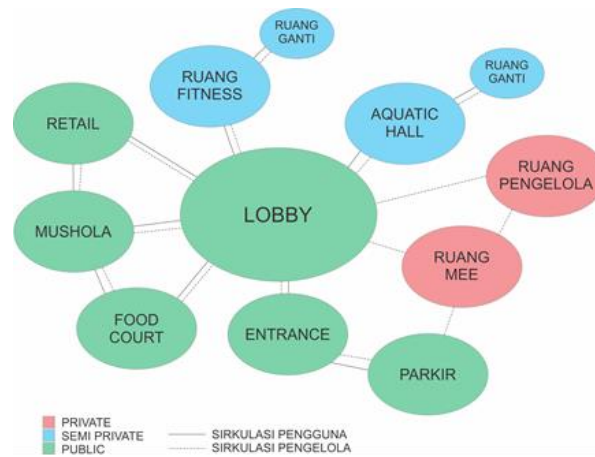 RUANG
GANTI
RUANG
FITNESS
RUANG
GANTI
AQUATIC
HALL
RETAIL
RUANG
PENGELOLA
LOBBY
MUSHOLA
RUANG
MEE
FOOD
COURT
ENTRANCE
PARKIR
PRIVATE
SEMI PRIVATE
PUBLIC
SIRKULASI PENGGUNA
SIRKULASI PENGELOLA